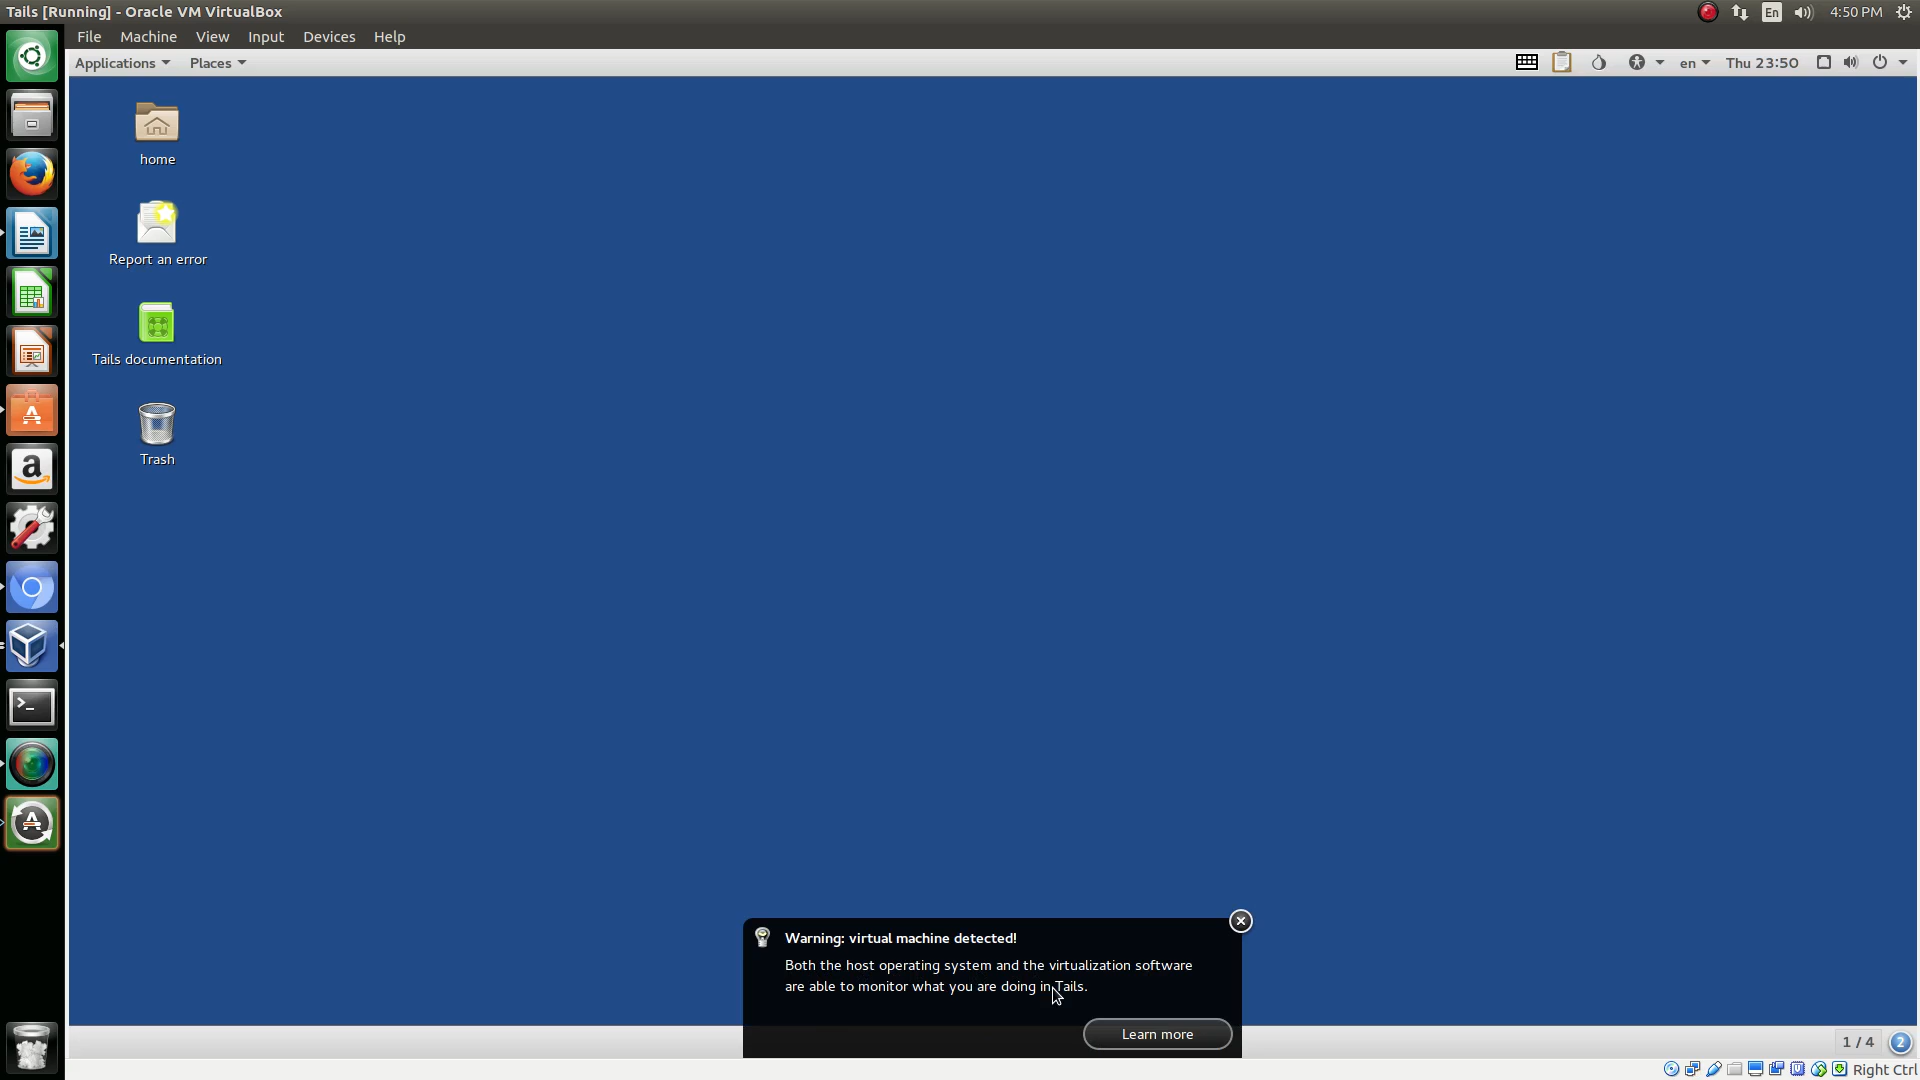 Tails [Running] - Oracle VM VirtualBox
En
4:50 PM
File Machine View Input Devices Help
Applications Places
en
Thu 23:50
home
Report an error
Tails documentation
Trash
Warning: virtual machine detected!
Both the host operating system and the virtualization software
are able to monitor what you are doing in Tails.
Learn more
1 / 4
2
Right Ctrl